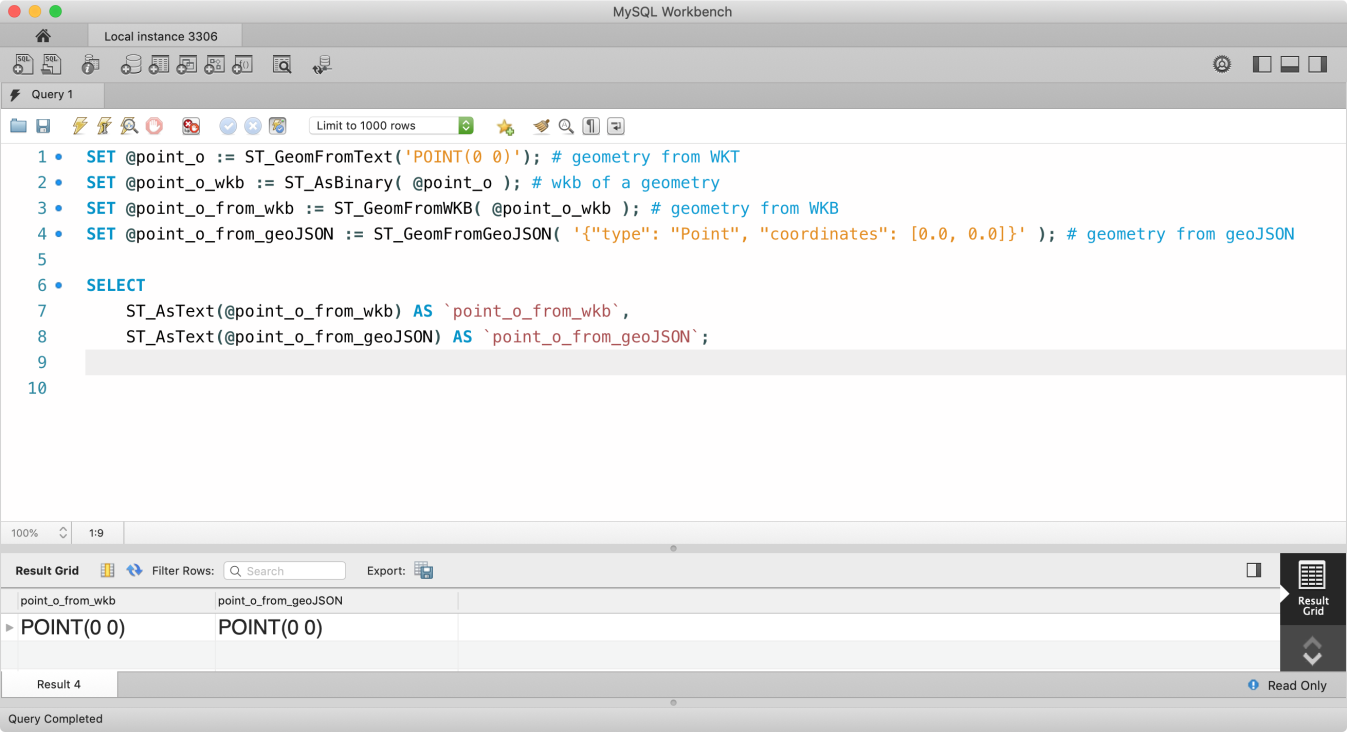 MySQL Workbench
Local instance 3306
SQL SQL
Query 1
Limit to 1000 rows
1 SET @point_o := ST_GeomFromText('POINT(0 0)'); # geometry from WKT
2 SET @point_o_wkb := ST_AsBinary( @point_o ); # wkb of a geometry
3 SET @point_o_from_wkb := ST_GeomFromWKB( @point_o_wkb ); # geometry from WKB
4 SET @point_o_from_geoJSON := ST_GeomFromGeoJSON( '{"type": "Point", "coordinates": [0.0, 0.0]}' ); # geometry from geoJSON
5
6 SELECT
7 ST_AsText(@point_o_from_wkb) AS `point_o_from_wkb`,
8 ST_AsText(@point_o_from_geoJSON) AS `point_o_from_geoJSON`;
9
10
100% 1:9
Result Grid Filter Rows: Search Export:
Result
Grid
point_o_from_wkb point_o_from_geoJSON
POINT(0 0) POINT(0 0)
Result 4 Read Only
Query Completed